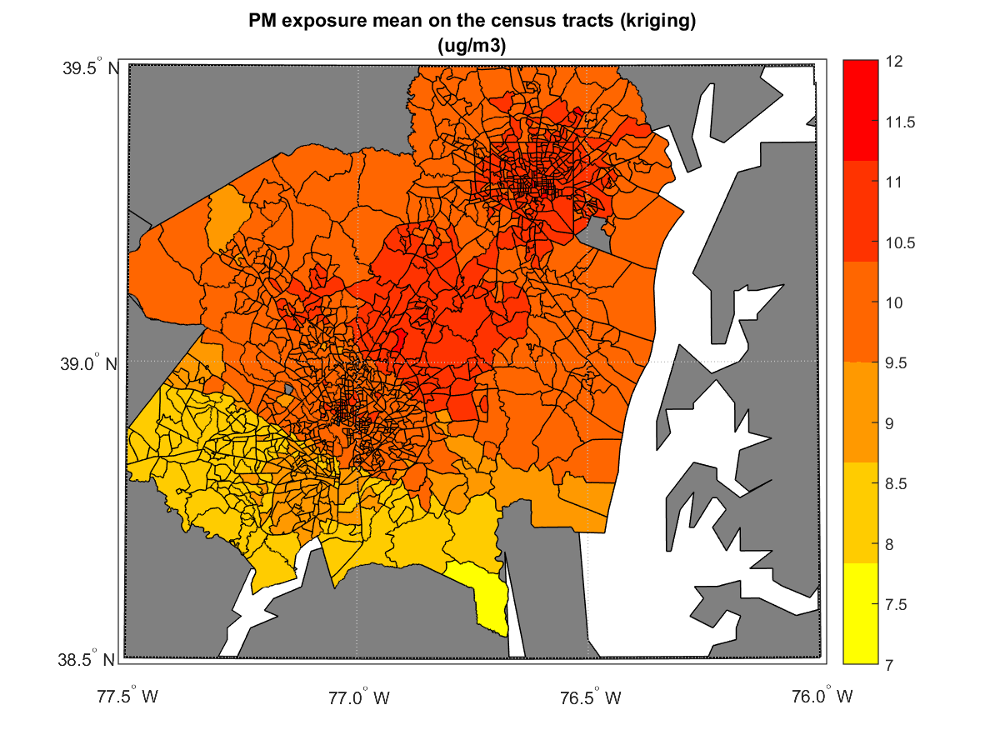 PM exposure mean on the census tracts (kriging)
(ug/m3)
39.5° N
39.0° N
38.5° N
77.5° W
77.0° W
76.5° W
76.0° W
12
11.5
11
10.5
10
9.5
9
8.5
8
7.5
7